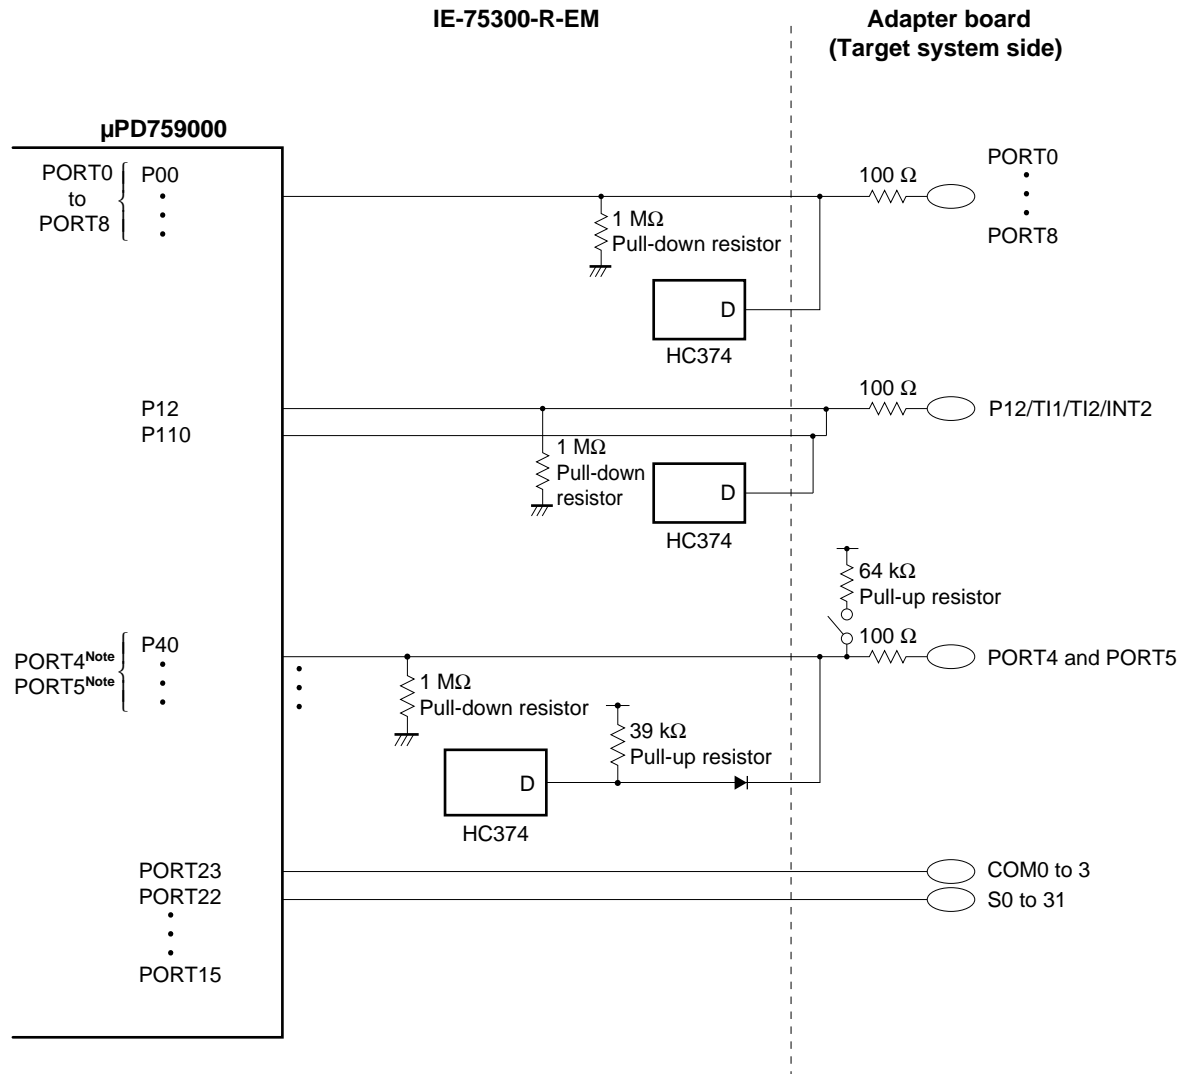 IE-75300-R-EM
Adapter board
(Target system side)
µPD759000
PORT0
to
PORT8
P00
100 Ω
PORT0
PORT8
1 MΩ
Pull-down resistor
D
HC374
P12
P110
100 Ω
P12/TI1/TI2/INT2
1 MΩ
Pull-down
resistor
D
HC374
64 kΩ
Pull-up resistor
PORT4Note
PORT5Note
P40
100 Ω
PORT4 and PORT5
1 MΩ
Pull-down resistor
39 kΩ
Pull-up resistor
D
HC374
PORT23
COM0 to 3
PORT22
S0 to 31
PORT15